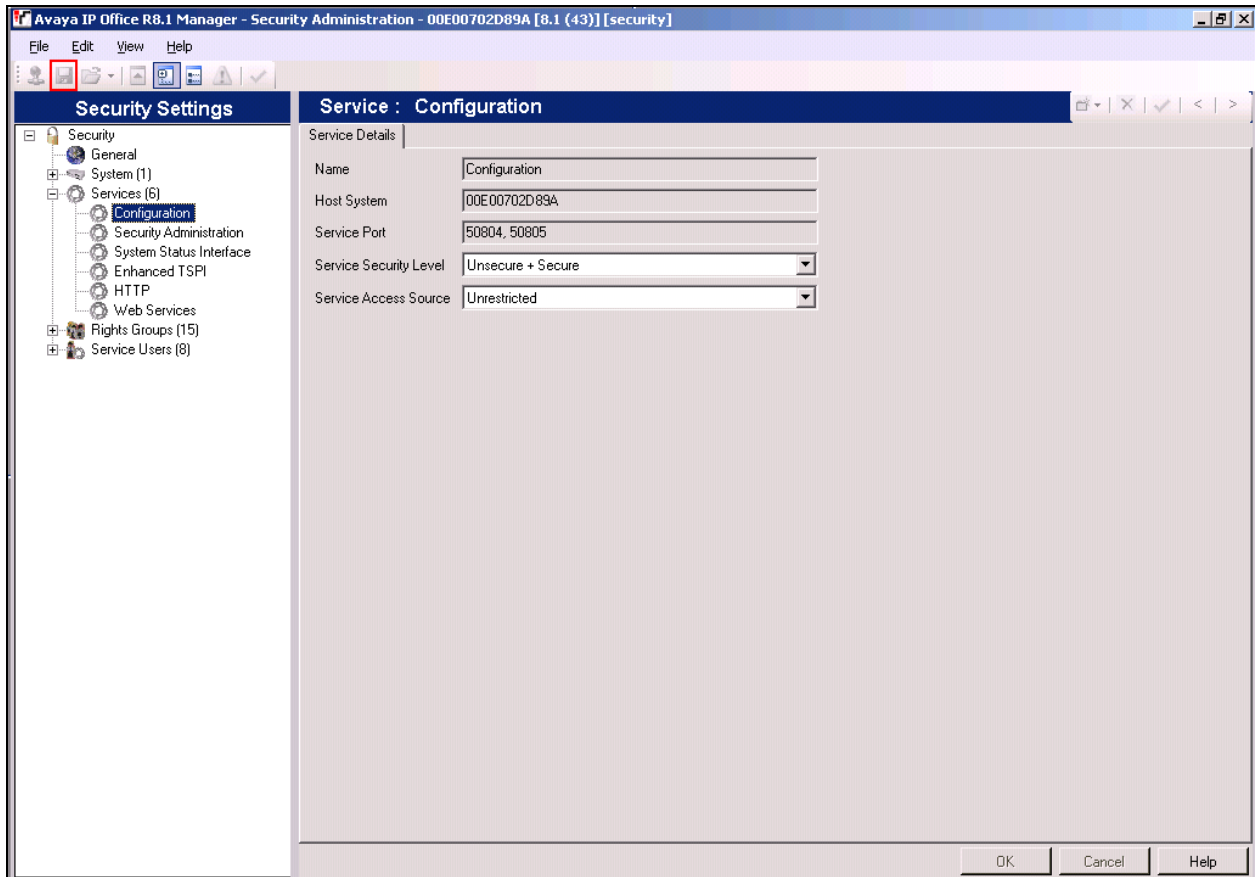 Avaya IP Office R8.1 Manager - Security Administration - 00E00702D89A [8.1 (43)] [security]
File Edit View Help
Security Settings
Security
General
System (1)
Services (6)
Configuration
Security Administration
System Status Interface
Enhanced TSPI
HTTP
Web Services
Rights Groups (15)
Service Users (8)
Service : Configuration
Service Details
Name Configuration
Host System 00E00702D89A
Service Port 50804, 50805
Service Security Level Unsecure + Secure
Service Access Source Unrestricted
OK Cancel Help